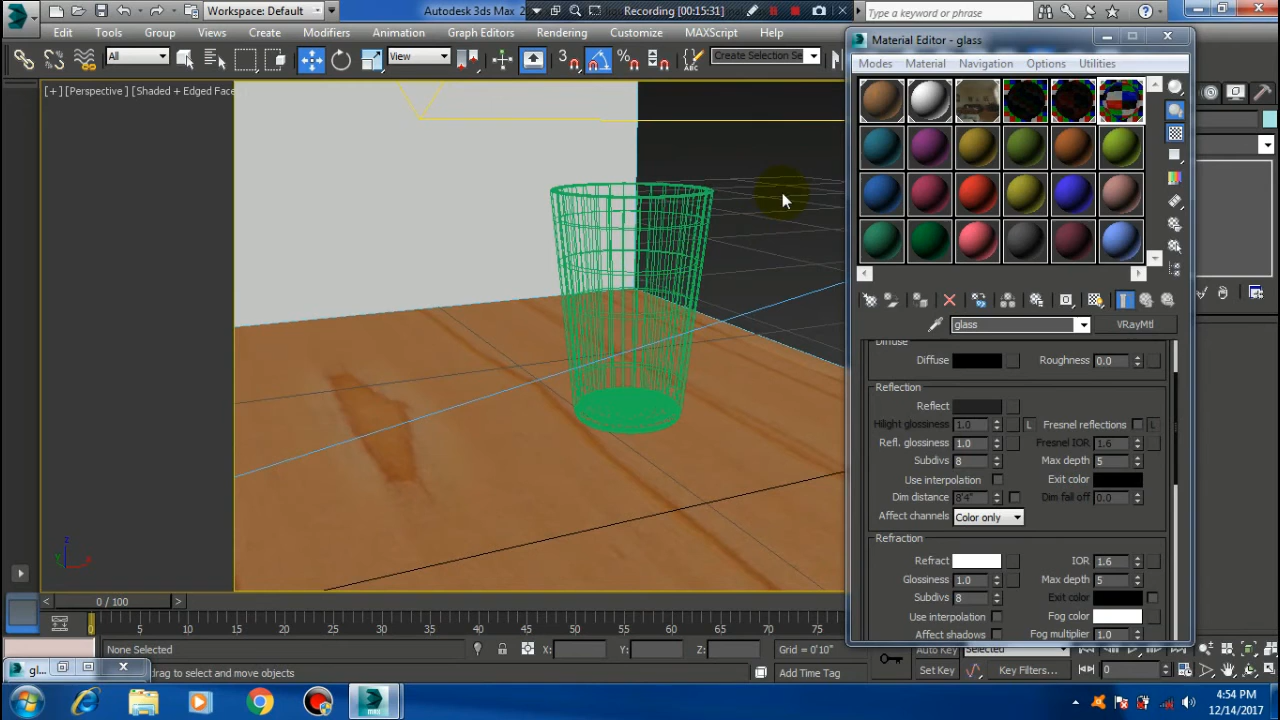 Workspace: Default
Autodesk 3ds Max 2
Recording [00:15:31]
Type a keyword or phrase
Edit Tools Group Views Create Modifiers Animation Graph Editors Rendering Customize MAXScript Help
All
View
Create Selection Se
[+] [Perspective] [Shaded + Edged Face
Material Editor - glass
Modes Material Navigation Options Utilities
glass
VRayMtl
Diffuse
Diffuse
Roughness 0.0
Reflection
Reflect
Hilight glossiness 1.0 L Fresnel reflections L
Refl. glossiness 1.0 Fresnel IOR 1.6
Subdivs 8 Max depth 5
Use interpolation Exit color
Dim distance 8'4" Dim fall off 0.0
Affect channels Color only
Refraction
Refract IOR 1.6
Glossiness 1.0 Max depth 5
Subdivs 8 Exit color
Use interpolation Fog color
Affect shadows Fog multiplier 1.0
0 / 100
0 5 10 15 20 25 30 35 40 45 50 55 60 65 70 75
None Selected
X: Y: Z: Grid = 0'10"
Auto Key Selected
gl...
drag to select and move objects
Add Time Tag
Set Key Key Filters... 0
4:54 PM
12/14/2017